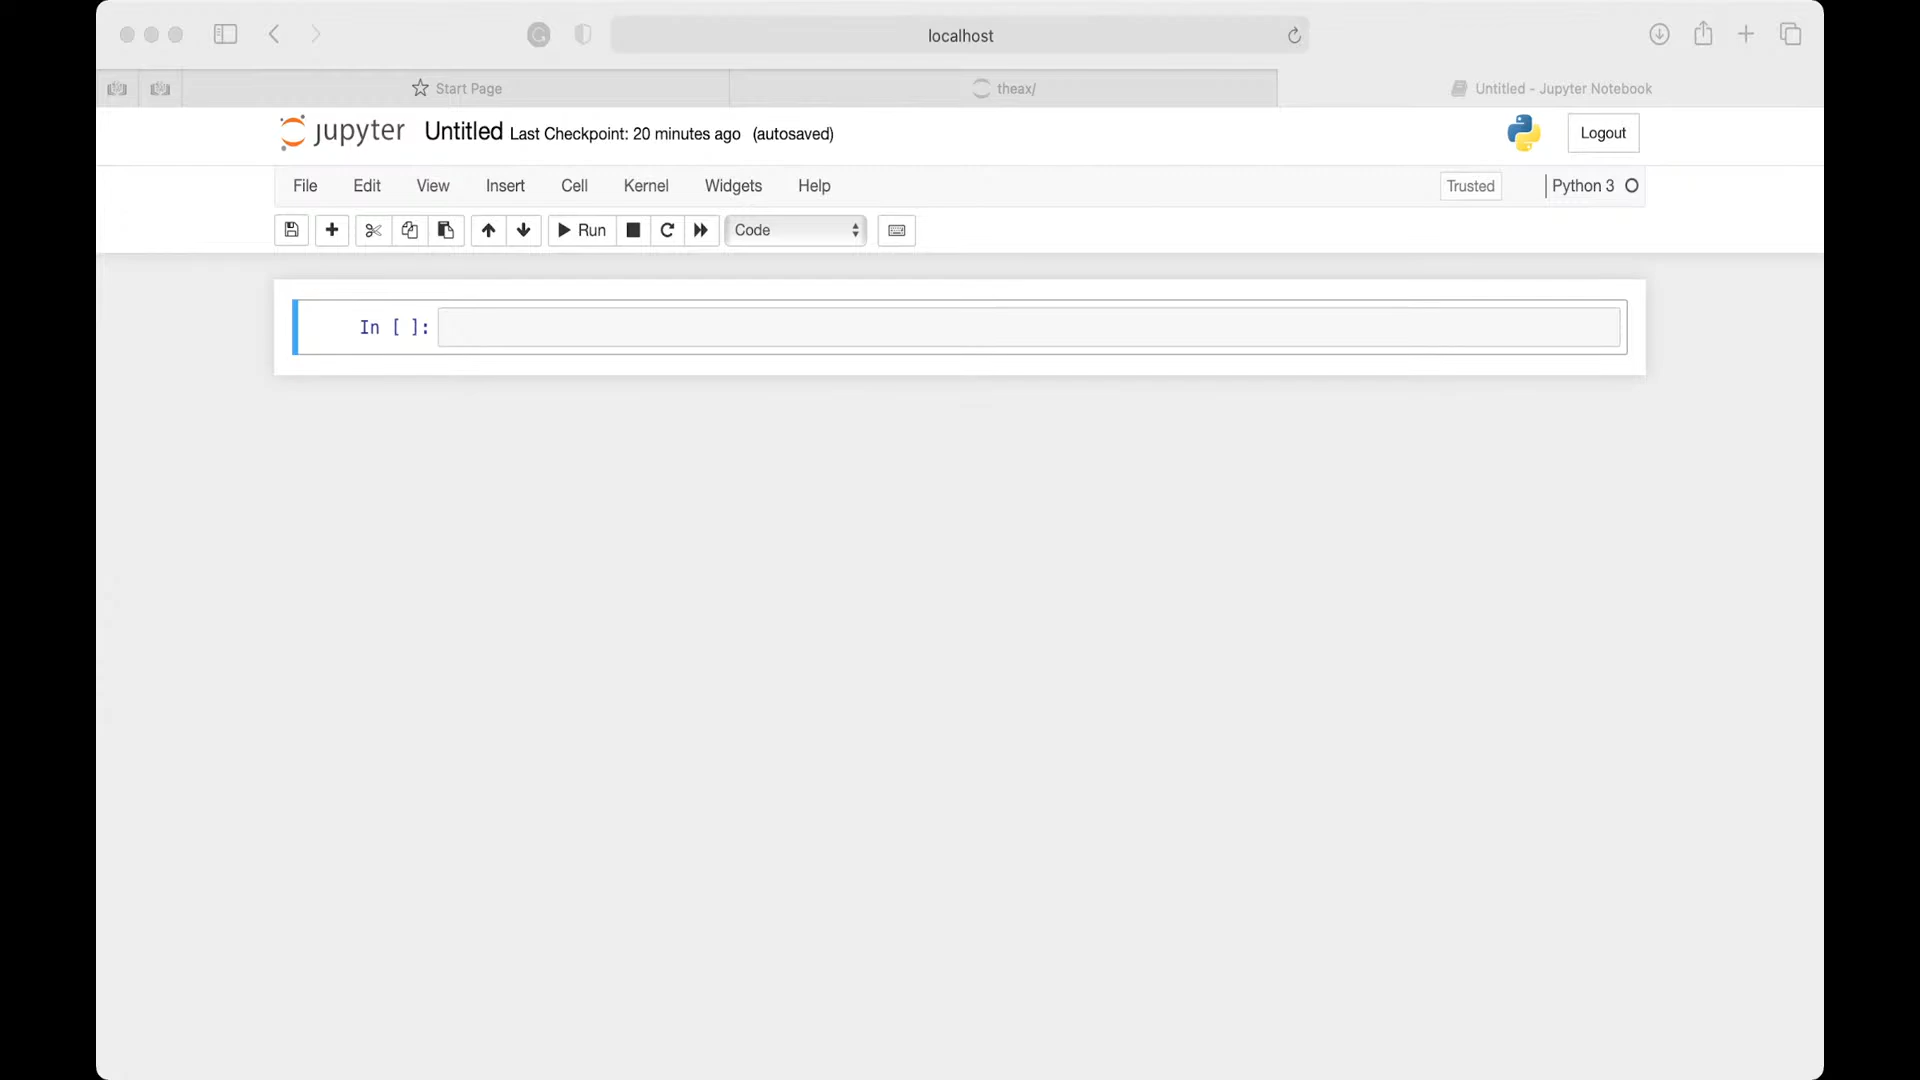 localhost
Start Page
theax/
Untitled - Jupyter Notebook
jupyter Untitled Last Checkpoint: 20 minutes ago (autosaved)
Logout
File Edit View Insert Cell Kernel Widgets Help
Trusted
Python 3
Run
Code
In [ ]: